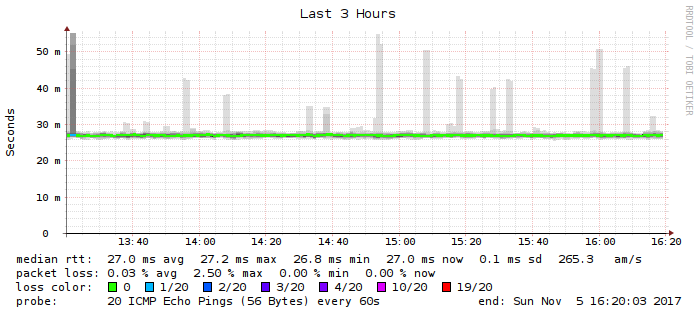 Last 3 Hours
RRDTOOL / TOBI OETIKER
Seconds
50 m
40 m
30 m
20 m
10 m
0
13:40 14:00 14:20 14:40 15:00 15:20 15:40 16:00 16:20
median rtt: 27.0 ms avg 27.2 ms max 26.8 ms min 27.0 ms now 0.1 ms sd 265.3 am/s
packet loss: 0.03 % avg 2.50 % max 0.00 % min 0.00 % now
loss color: 0 1/20 2/20 3/20 4/20 10/20 19/20
probe: 20 ICMP Echo Pings (56 Bytes) every 60s end: Sun Nov 5 16:20:03 2017